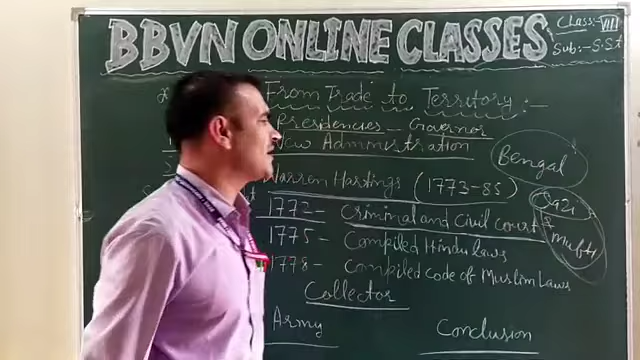 BBVN ONLINE CLASSES
Class:- VIII
Sub:- S.St
From Trade to Territory :-
Presidencies - Governor
New Administration
Bengal
Warren Hastings (1773-85)
1772 - Criminal and Civil court
Qazi
& Mufti
1775 - Compiled Hindu laws
1778 - Compiled code of Muslim Laws
Collector
Army
Conclusion